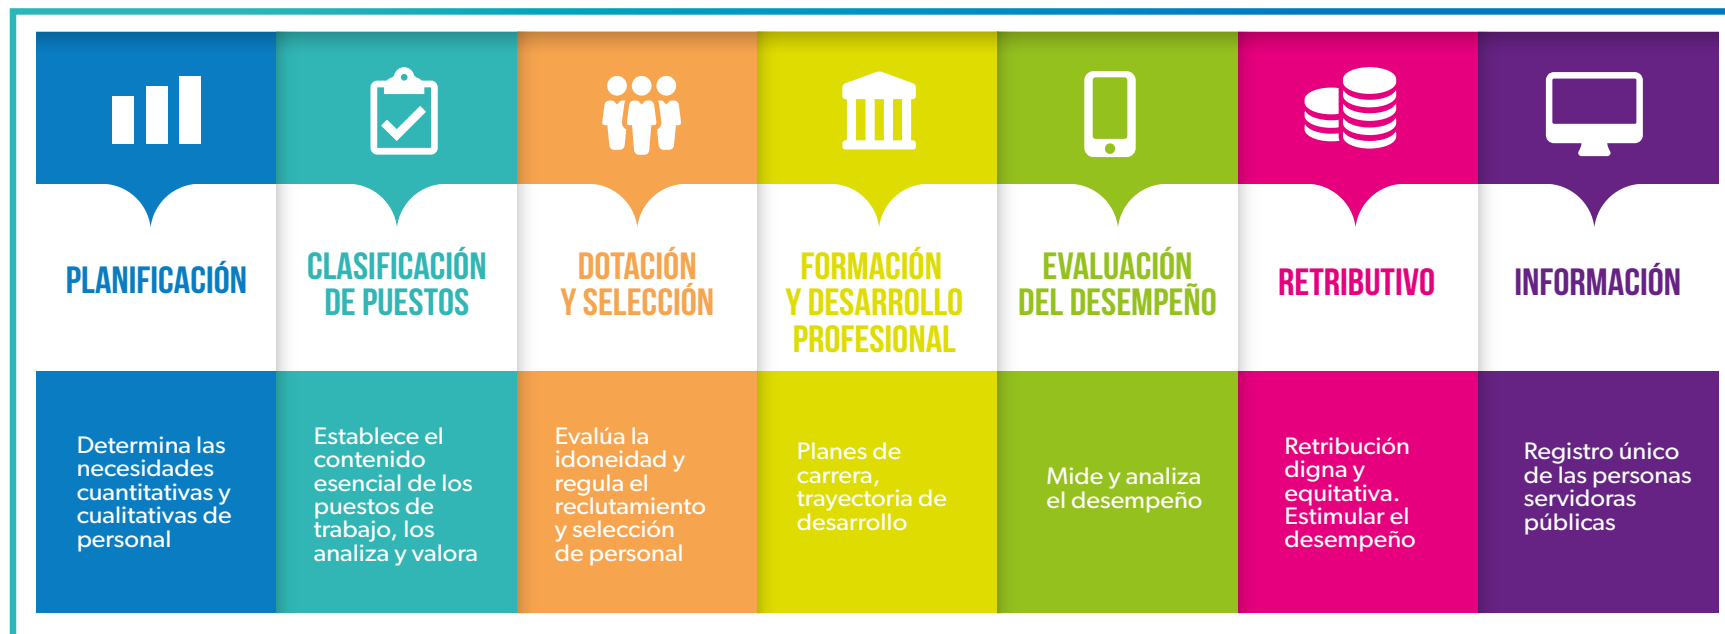 PLANIFICACIÓN
CLASIFICACIÓN
DE PUESTOS
DOTACIÓN
Y SELECCIÓN
FORMACIÓN
Y DESARROLLO
PROFESIONAL
EVALUACIÓN
DEL DESEMPEÑO
RETRIBUTIVO
INFORMACIÓN
Determina las
necesidades
cuantitativas y
cualitativas de
personal
Establece el
contenido
esencial de los
puestos de
trabajo, los
analiza y valora
Evalúa la
idoneidad y
regula el
reclutamiento
y selección
de personal
Planes de
carrera,
trayectoria de
desarrollo
Mide y analiza
el desempeño
Retribución
digna y
equitativa.
Estimular el
desempeño
Registro único
de las personas
servidoras
públicas